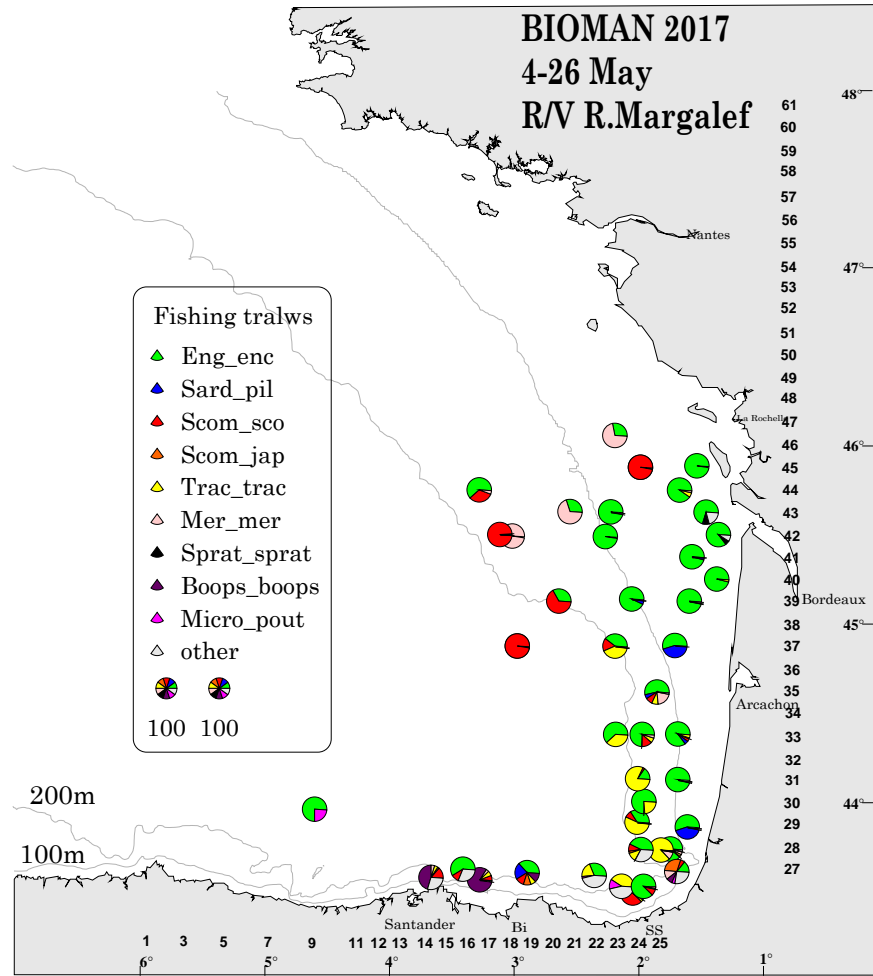 BIOMAN 2017
4-26 May
R/V R.Margalef
48°
61
60
59
58
57
56
Nantes
55
54
47°
53
52
51
50
49
48
La Rochelle
47
46
46°
45
44
43
42
41
40
Bordeaux
39
38
45°
37
36
35
Arcachon
34
33
32
31
30
44°
29
28
27
Fishing tralws
Eng_enc
Sard_pil
Scom_sco
Scom_jap
Trac_trac
Mer_mer
Sprat_sprat
Boops_boops
Micro_pout
other
100 100
200m
100m
Santander Bi SS
1 3 5 7 9 11 12 13 14 15 16 17 18 19 20 21 22 23 24 25
6° 5° 4° 3° 2° 1°